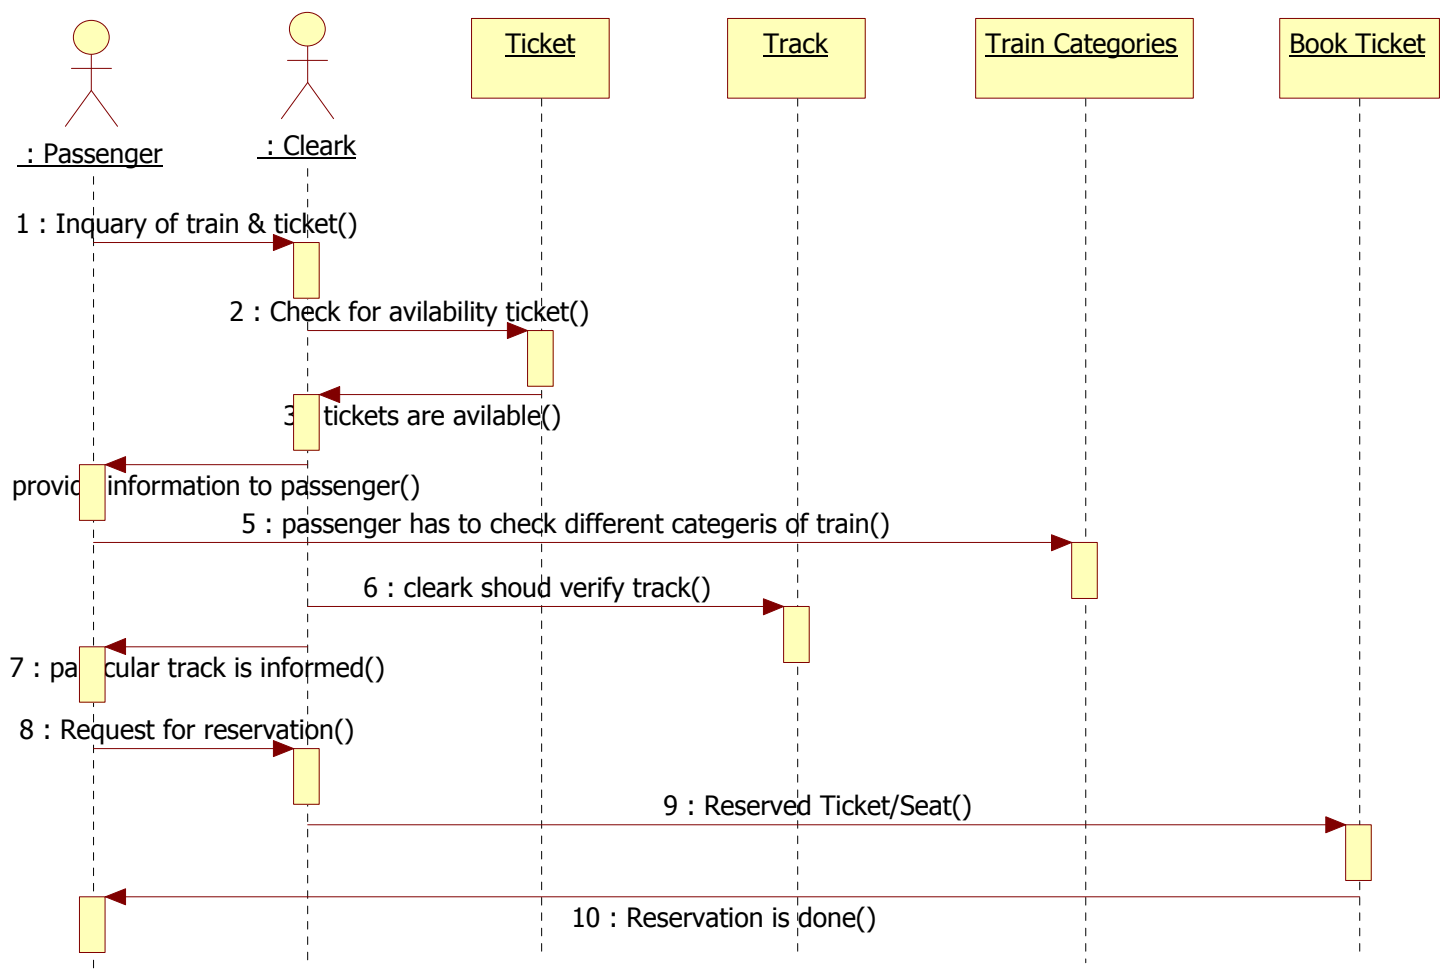 Ticket
Track
Train Categories
Book Ticket
: Passenger
: Cleark
1 : Inquary of train & ticket()
2 : Check for avilability ticket()
3 tickets are avilable()
information to passenger()
5 : passenger has to check different categeris of train()
6 : cleark shoud verify track()
7 : track is informed()
8 : Request for reservation()
9 : Reserved Ticket/Seat()
10 : Reservation is done()